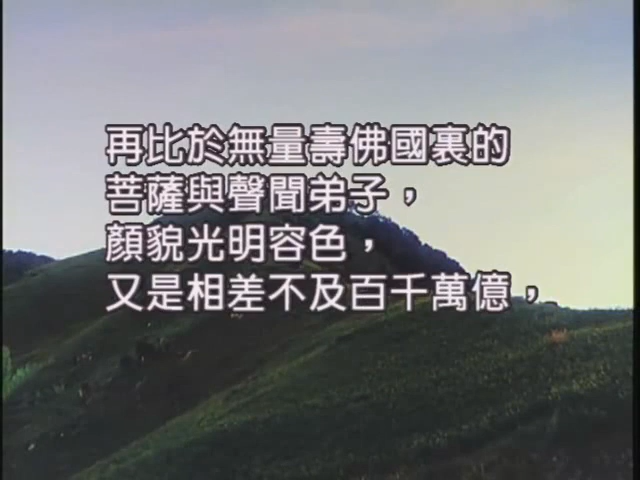 再比於無量壽佛國裏的
菩薩與聲聞弟子，
顏貌光明容色，
又是相差不及百千萬億，